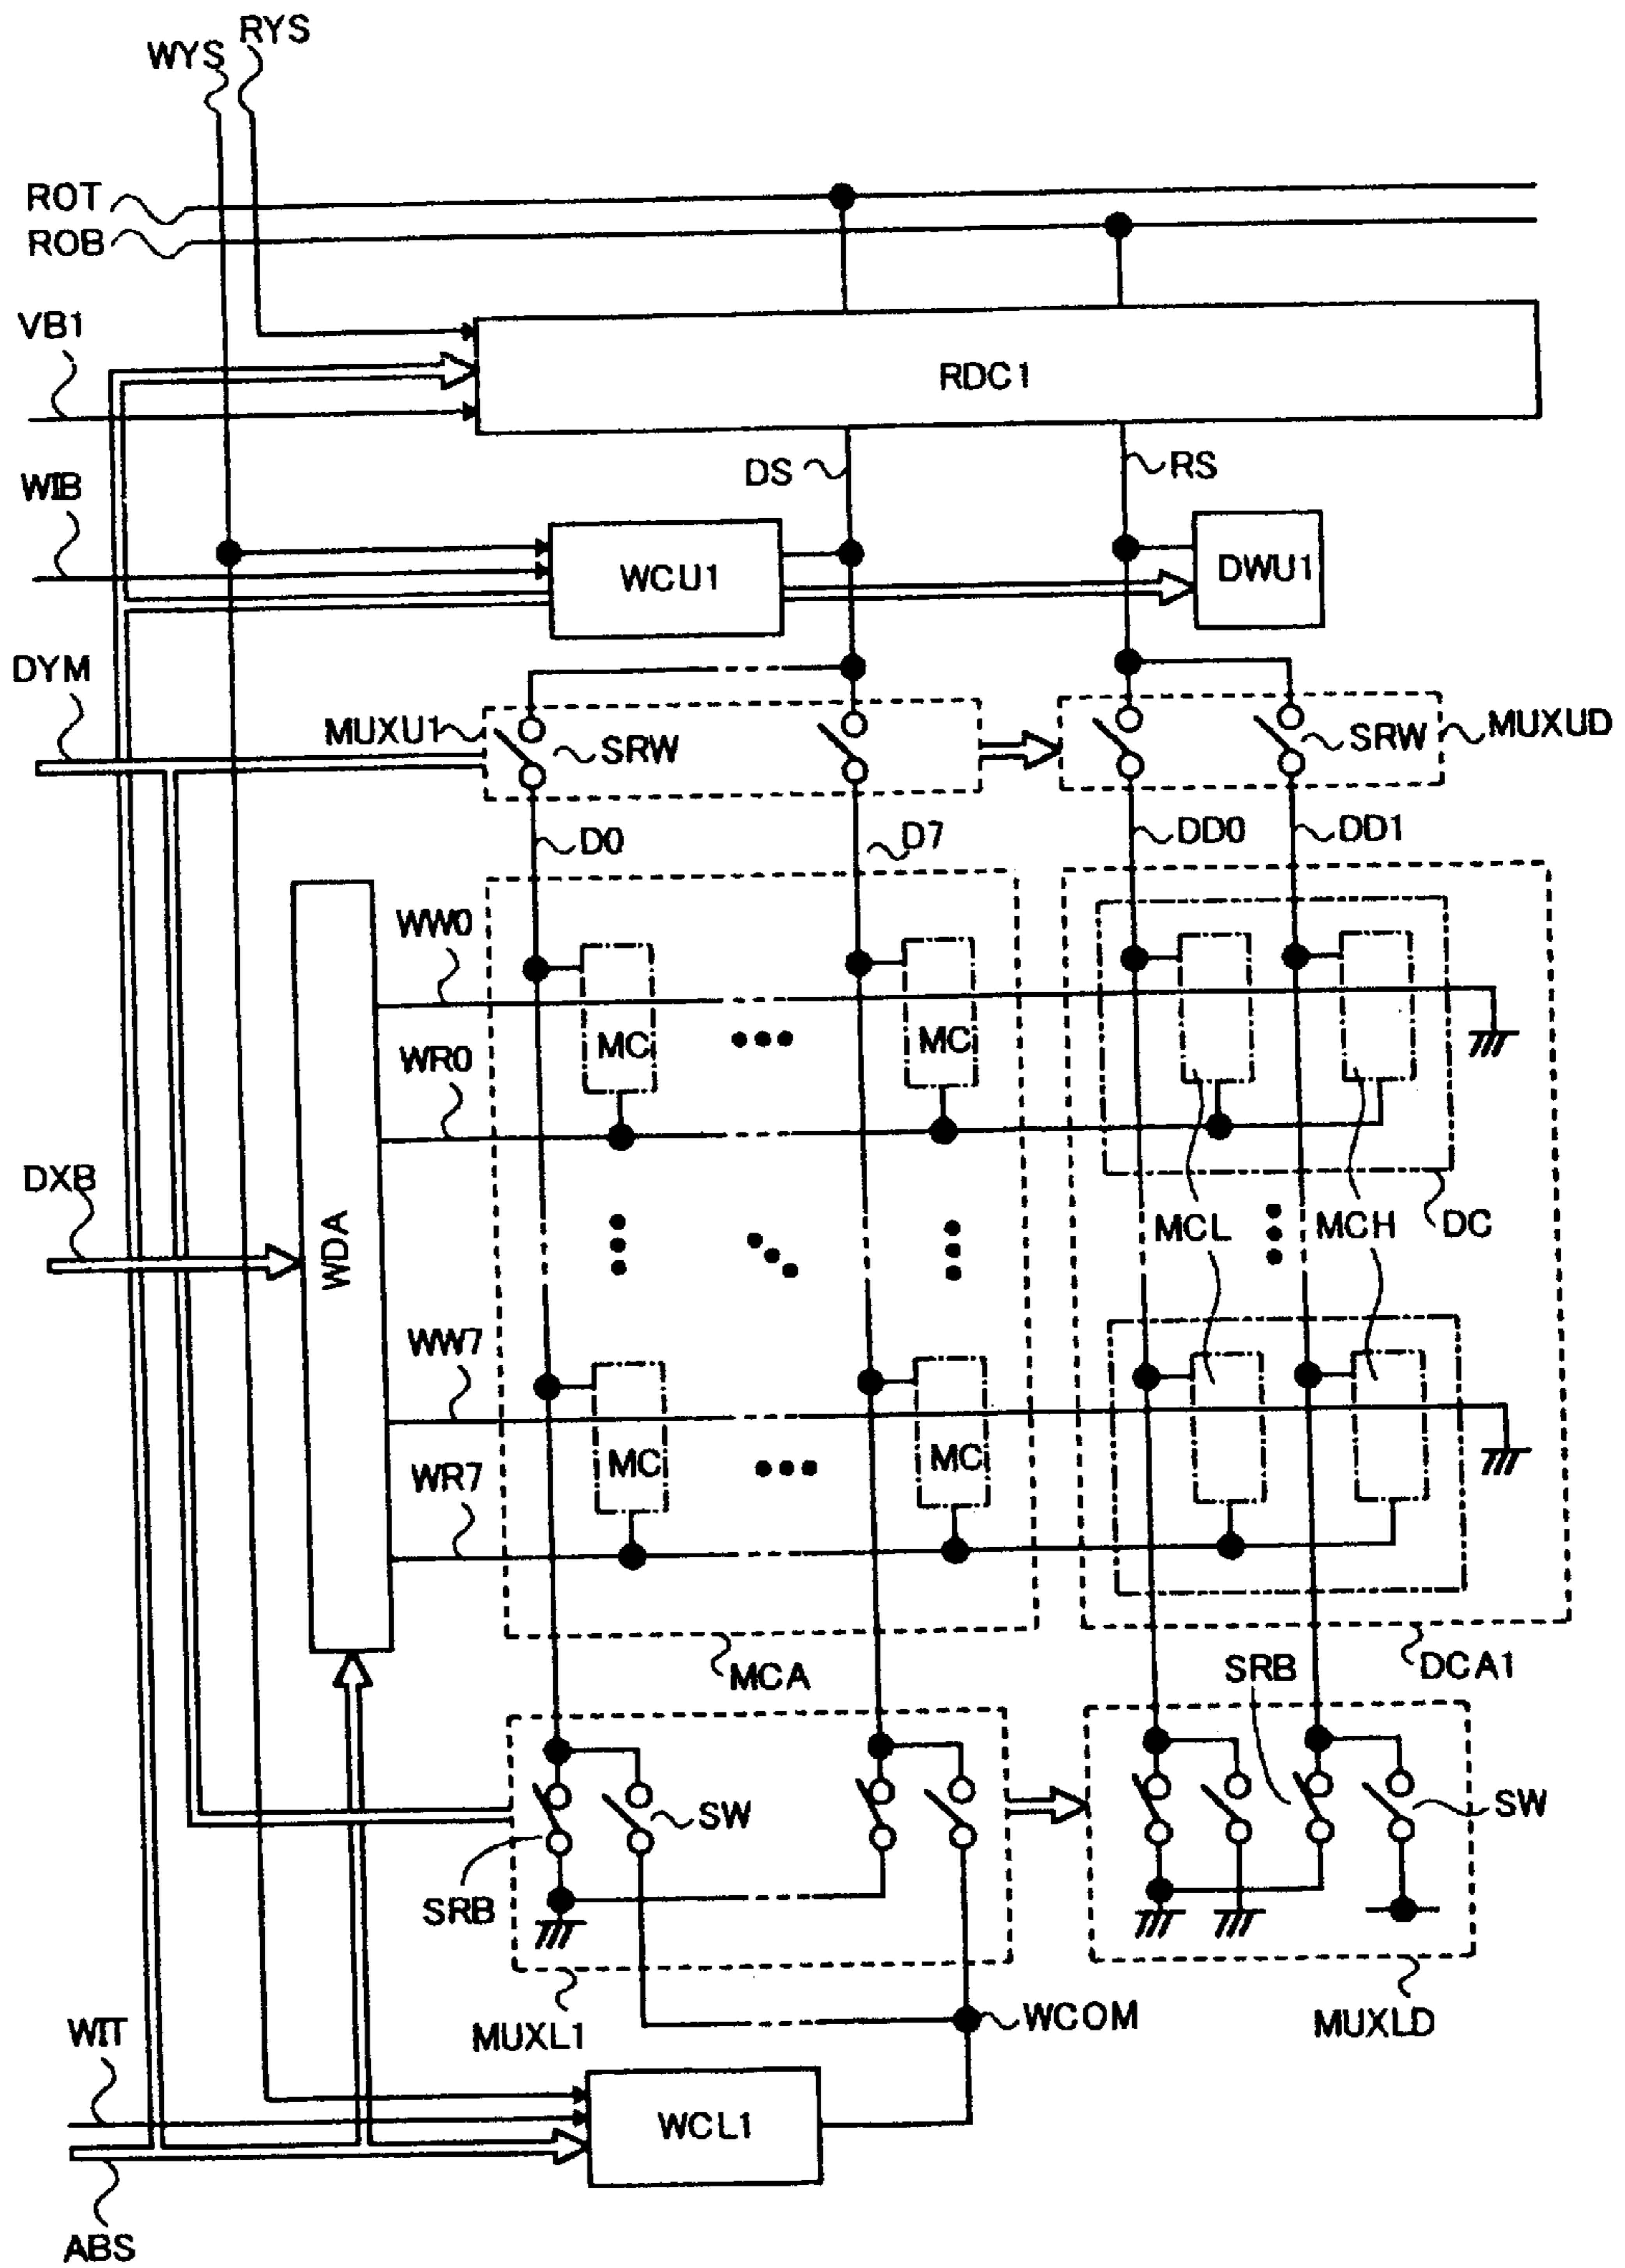 WYS
RYS
ROT
ROB
VB1
RDC1
DS
RS
WIB
WCU1
DWU1
DYM
MUXU1
SRW
SRW
MUXUD
D0
D7
DD0
DD1
WW0
MC
MC
WR0
DXB
WDA
MCL
MCH
DC
WW7
MC
MC
WR7
MCA
SRB
DCA1
SW
SW
SRB
WCOM
MUXL1
MUXLD
WIT
WCL1
ABS